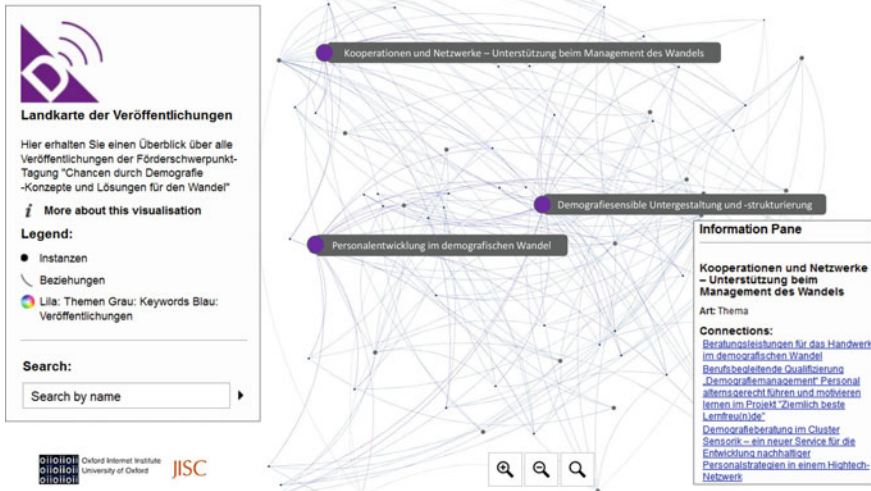 D
Landkarte der Veröffentlichungen
Hier erhalten Sie einen Überblick über alle
Veröffentlichungen der Förderschwerpunkt-
Tagung "Chancen durch Demografie
-Konzepte und Lösungen für den Wandel"
i More about this visualisation
Legend:
Instanzen
Beziehungen
Lila: Themen Grau: Keywords Blau:
Veröffentlichungen
Search:
Search by name
Oxford Internet Institute
University of Oxford
JISC
Kooperationen und Netzwerke – Unterstützung beim Management des Wandels
Demografiesensible Untergestaltung und -strukturierung
Personalentwicklung im demografischen Wandel
Information Pane
Kooperationen und Netzwerke
– Unterstützung beim
Management des Wandels
Art: Thema
Connections:
Beratungsleistungen für das Handwerk
im demografischen Wandel
Berufsbegleitende Qualifizierung
„Demografiemanagement" Personal
alternsgerecht führen und motivieren
lernen im Projekt "Ziemlich beste
Lernfreu(n)de"
Demografieberatung im Cluster
Sensorik – ein neuer Service für die
Entwicklung nachhaltiger
Personalstrategien in einem Hightech-
Netzwerk